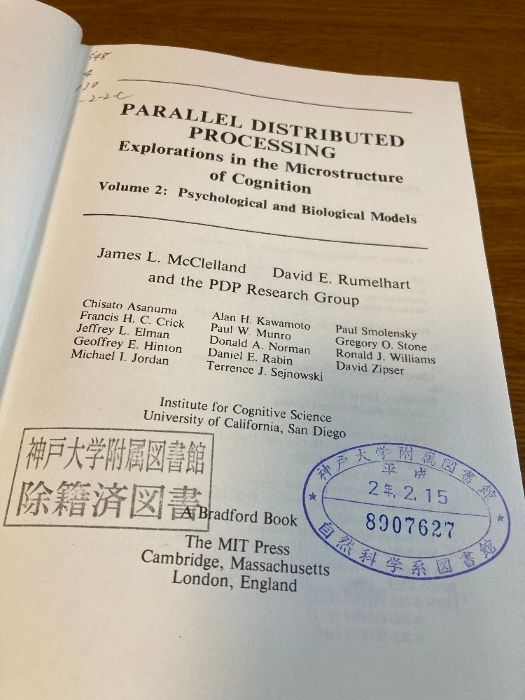 PARALLEL DISTRIBUTED
PROCESSING
Explorations in the Microstructure
of Cognition
Volume 2: Psychological and Biological Models
James L. McClelland David E. Rumelhart
and the PDP Research Group
Chisato Asanuma
Francis H. C. Crick
Jeffrey L. Elman
Geoffrey E. Hinton
Michael I. Jordan
Alan H. Kawamoto
Paul W. Munro
Donald A. Norman
Daniel E. Rabin
Terrence J. Sejnowski
Paul Smolensky
Gregory O. Stone
Ronald J. Williams
David Zipser
Institute for Cognitive Science
University of California, San Diego
神戸大学附属図書館
除籍済図書
神戸大学附属図書館
平成
2年.2.15
8907627
自然科学系図書館
A Bradford Book
The MIT Press
Cambridge, Massachusetts
London, England